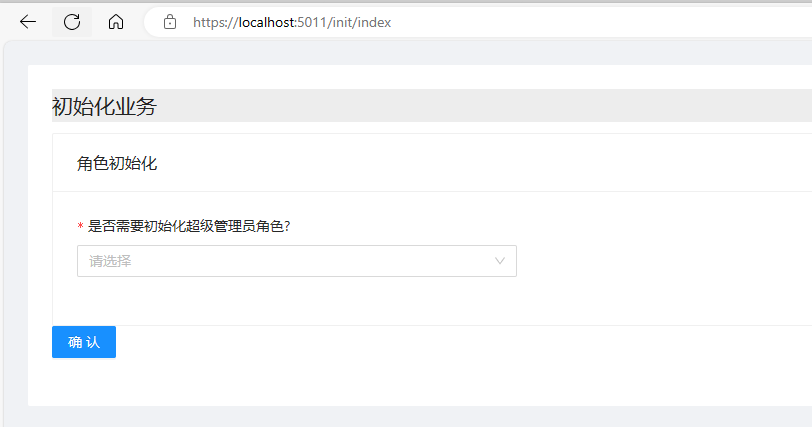 https://localhost:5011/init/index
初始化业务
角色初始化
* 是否需要初始化超级管理员角色?
请选择
确 认